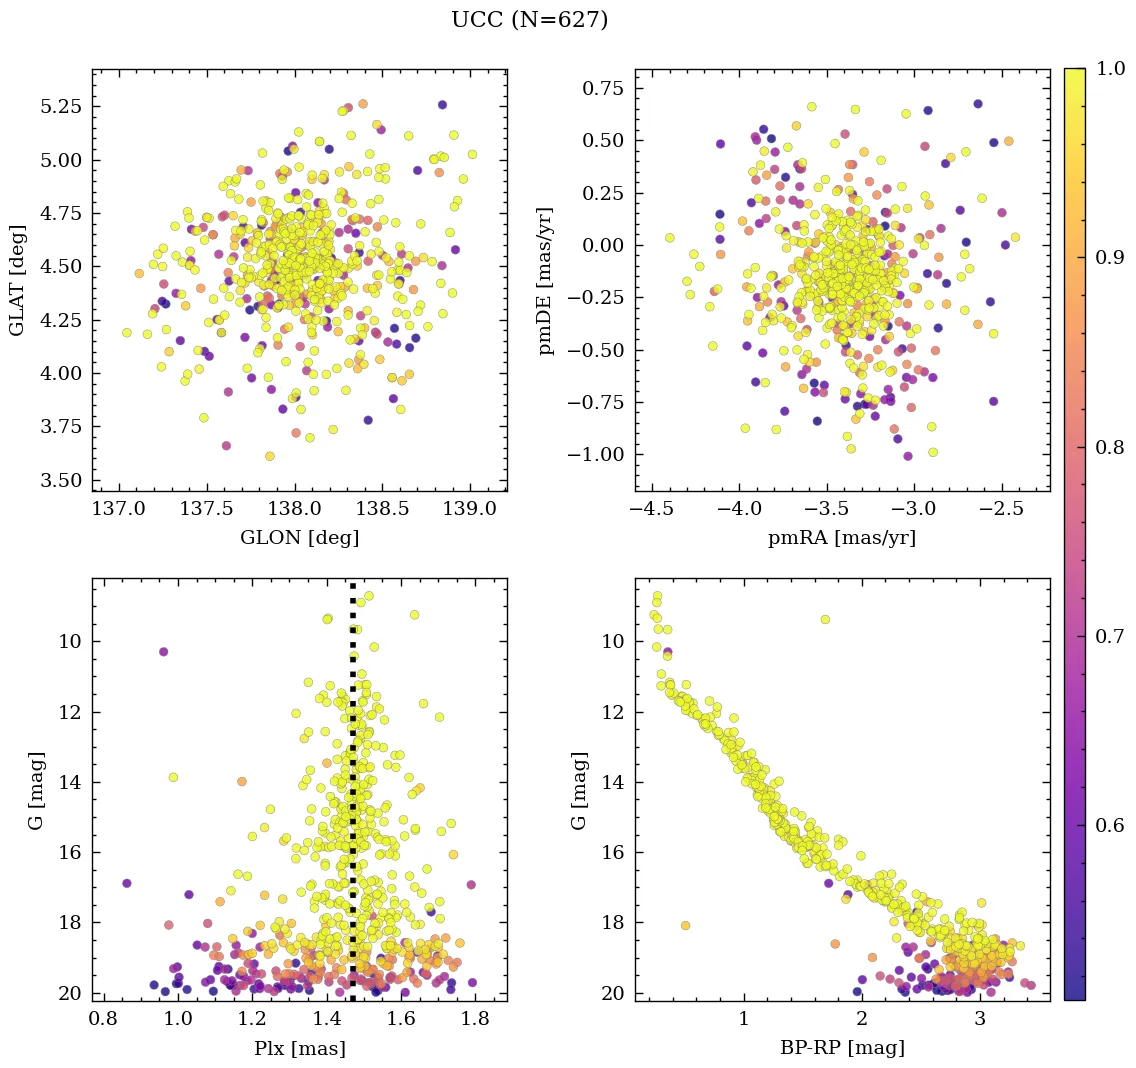 UCC (N=627)
5.25
5.00
4.75
4.50
4.25
4.00
3.75
3.50
GLAT [deg]
137.0 137.5 138.0 138.5 139.0
GLON [deg]
0.75
0.50
0.25
0.00
−0.25
−0.50
−0.75
−1.00
pmDE [mas/yr]
−4.5 −4.0 −3.5 −3.0 −2.5
pmRA [mas/yr]
1.0
0.9
0.8
0.7
0.6
10
12
14
16
18
20
G [mag]
0.8 1.0 1.2 1.4 1.6 1.8
Plx [mas]
10
12
14
16
18
20
G [mag]
1 2 3
BP-RP [mag]